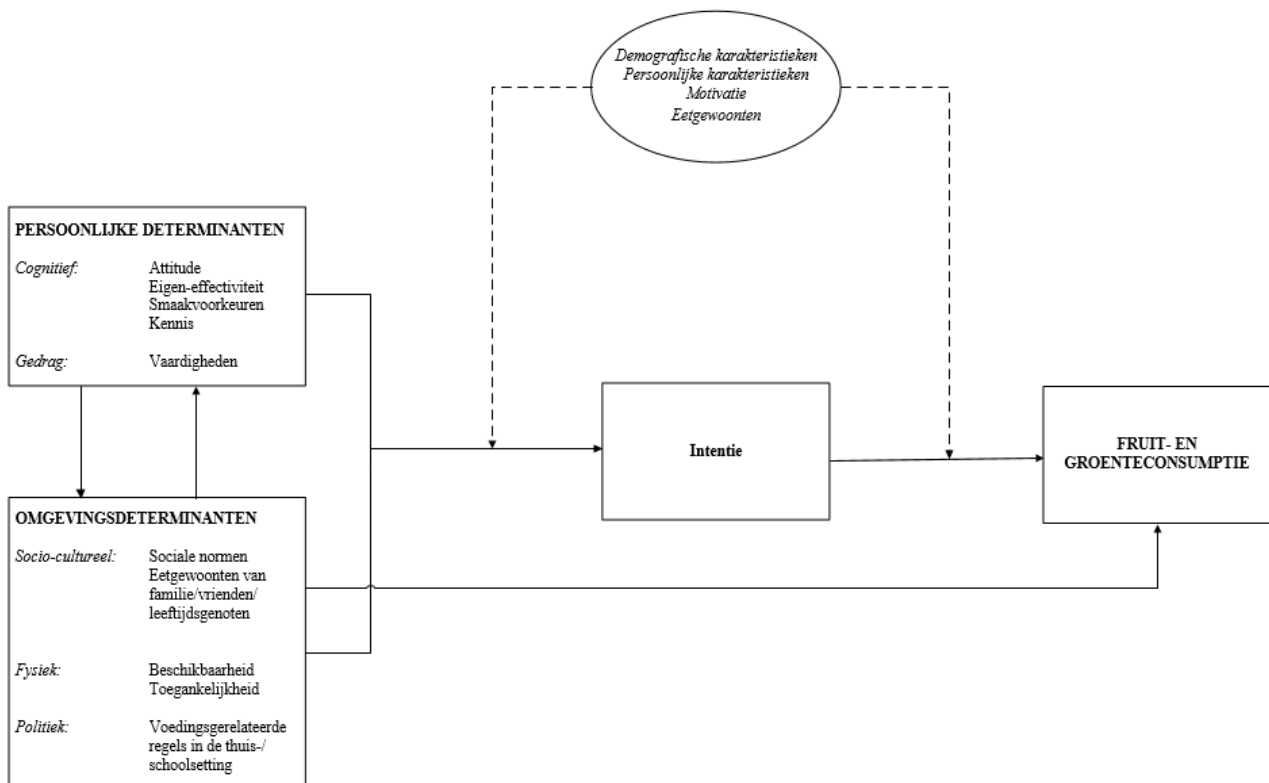 Demografische karakteristieken
Persoonlijke karakteristieken
Motivatie
Eetgewoonten
PERSOONLIJKE DETERMINANTEN
Cognitief: Attitude
Eigen-effectiviteit
Smaakvoorkeuren
Kennis
Gedrag: Vaardigheden
Intentie
FRUIT- EN
GROENTECONSUMPTIE
OMGEVINGSDETERMINANTEN
Socio-cultureel: Sociale normen
Eetgewoonten van
familie/vrienden/
leeftijdsgenoten
Fysiek: Beschikbaarheid
Toegankelijkheid
Politiek: Voedingsgerelateerde
regels in de thuis-/
schoolsetting